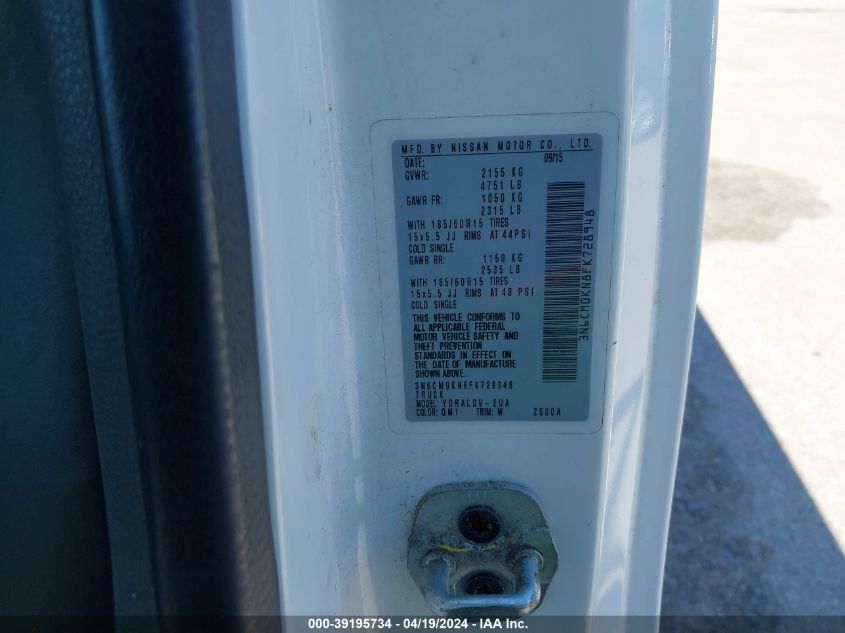 MFD. BY NISSAN MOTOR CO., LTD.
DATE: 09/15
GVWR: 2155 KG
4751 LB
GAWR FR: 1050 KG
2315 LB
WITH 185/60R15 TIRES
15x5.5 JJ RIMS AT 44PSI
COLD SINGLE
GAWR RR: 1150 KG
2535 LB
WITH 185/60R15 TIRES
15x5.5 JJ RIMS AT 48 PSI
COLD SINGLE
THIS VEHICLE CONFORMS TO
ALL APPLICABLE FEDERAL
MOTOR VEHICLE SAFETY AND
THEFT PREVENTION
STANDARDS IN EFFECT ON
THE DATE OF MANUFACTURE
SHOWN ABOVE.
3N6CM0KN8FK728948
TRUCK
MODEL: YDRALDV-EUA
COLOR: QM1 TRIM: W ZS00A
3N6CM0KN8FK728948
000-39195734 - 04/19/2024 - IAA Inc.